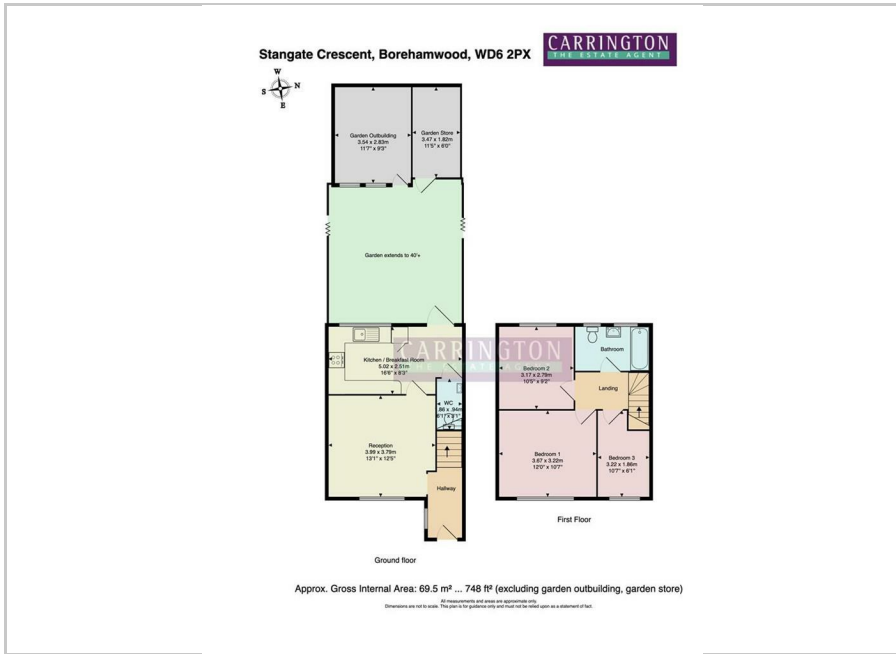 Stangate Crescent, Borehamwood, WD6 2PX
CARRINGTON
THE ESTATE AGENT
W
S
N
E
Garden Outbuilding
3.54 x 2.83m
11'7" x 9'3"
Garden Store
3.47 x 1.82m
11'5" x 6'0"
Garden extends to 40'+
Kitchen / Breakfast Room
5.02 x 2.51m
16'6" x 8'3"
CARRINGTON
THE ESTATE AGENT
WC
Reception
3.99 x 3.79m
13'1" x 12'5"
Hallway
Ground floor
Bedroom 2
3.17 x 2.79m
10'5" x 9'2"
Bathroom
Landing
Bedroom 1
3.67 x 3.22m
12'0" x 10'7"
Bedroom 3
3.22 x 1.86m
10'7" x 6'1"
First Floor
Approx. Gross Internal Area: 69.5 m² ... 748 ft² (excluding garden outbuilding, garden store)
All measurements and areas are approximate only.
Dimensions are not to scale. This plan is for guidance only and must not be relied upon as a statement of fact.